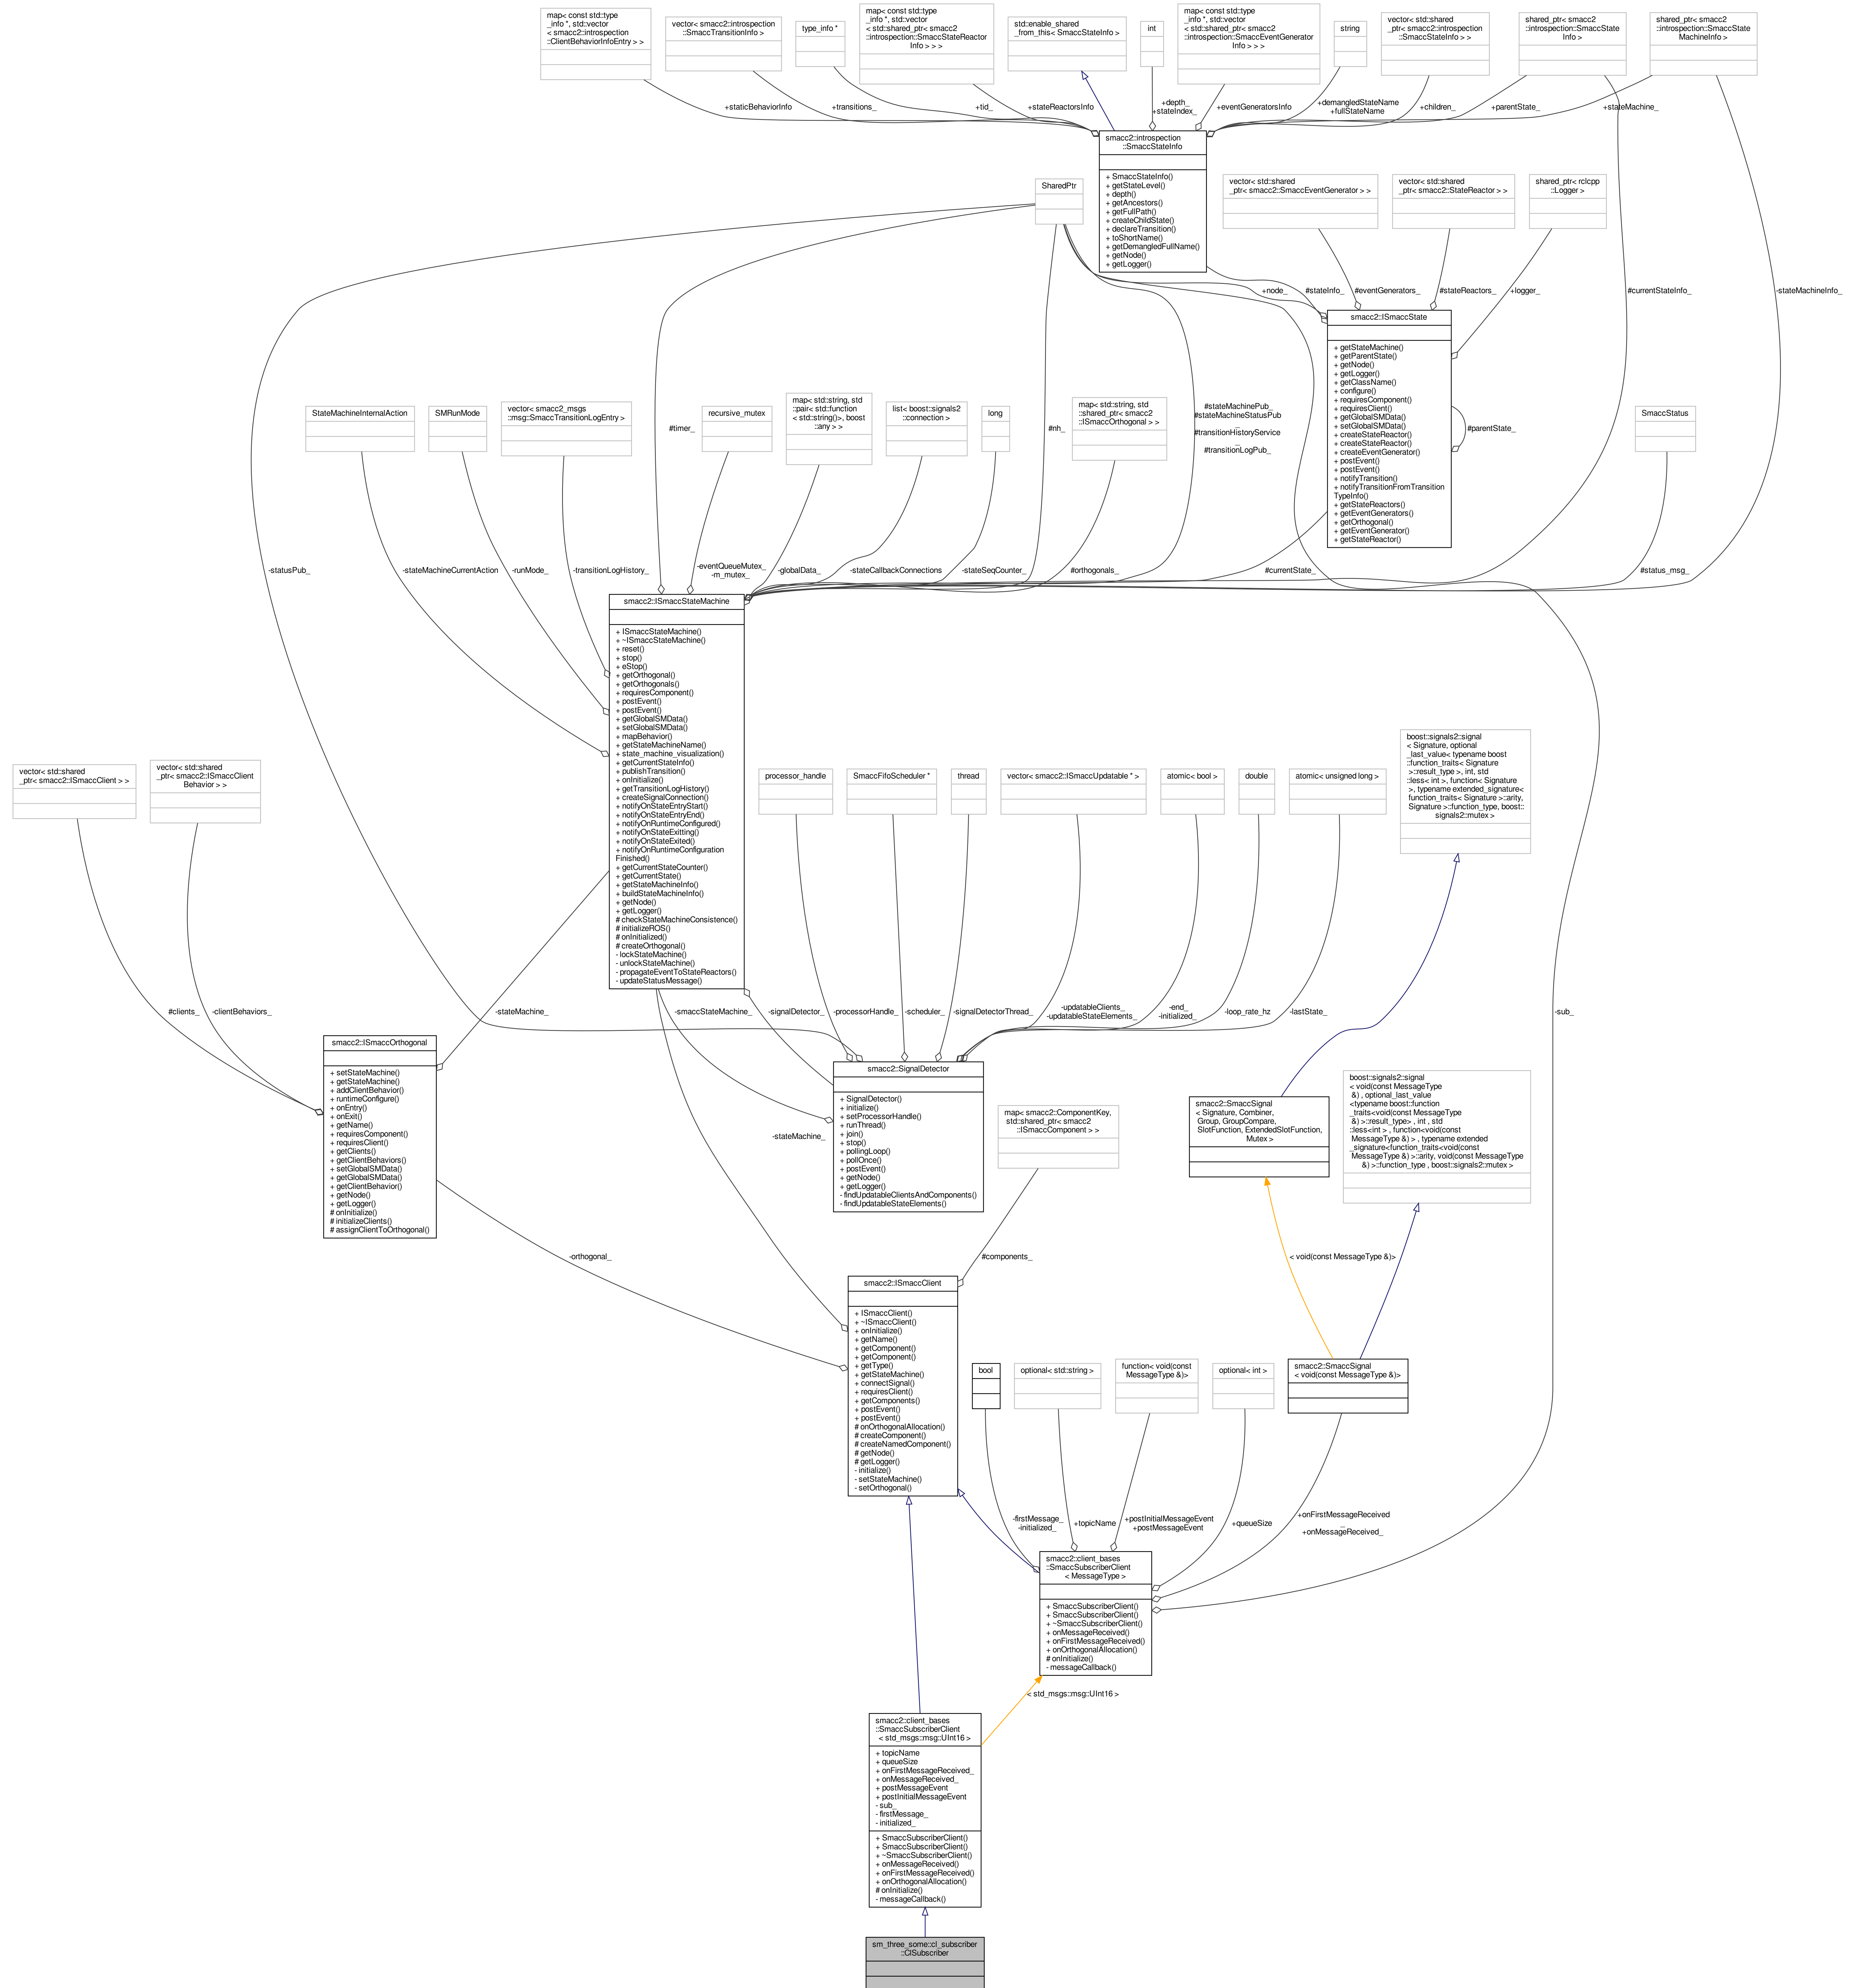 map< const std::type
_info *, std::vector
< smacc2::introspection
::ClientBehaviorInfoEntry > >
vector< smacc2::introspection
::SmaccTransitionInfo >
type_info *
map< const std::type
_info *, std::vector
< std::shared_ptr< smacc2
::introspection::SmaccStateReactor
Info > > >
std::enable_shared
_from_this< SmaccStateInfo >
int
map< const std::type
_info *, std::vector
< std::shared_ptr< smacc2
::introspection::SmaccEventGenerator
Info > > >
string
vector< std::shared
_ptr< smacc2::introspection
::SmaccStateInfo > >
shared_ptr< smacc2
::introspection::SmaccState
Info >
shared_ptr< smacc2
::introspection::SmaccState
MachineInfo >
+staticBehaviorInfo
+transitions_
+tid_
+stateReactorsInfo
+depth_
+stateIndex_
+eventGeneratorsInfo
+demangledStateName
+fullStateName
+children_
+parentState_
+stateMachine_
smacc2::introspection
::SmaccStateInfo
+ SmaccStateInfo()
+ getStateLevel()
+ depth()
+ getAncestors()
+ getFullPath()
+ createChildState()
+ declareTransition()
+ toShortName()
+ getDemangledFullName()
+ getNode()
+ getLogger()
SharedPtr
vector< std::shared
_ptr< smacc2::SmaccEventGenerator > >
vector< std::shared
_ptr< smacc2::StateReactor > >
shared_ptr< rclcpp
::Logger >
+node_
#stateInfo_
#eventGenerators_
#stateReactors_
+logger_
#currentStateInfo_
-stateMachineInfo_
smacc2::ISmaccState
+ getStateMachine()
+ getParentState()
+ getNode()
+ getLogger()
+ getClassName()
+ configure()
+ requiresComponent()
+ requiresClient()
+ getGlobalSMData()
+ setGlobalSMData()
+ createStateReactor()
+ createStateReactor()
+ createEventGenerator()
+ postEvent()
+ postEvent()
+ notifyTransition()
+ notifyTransitionFromTransition
TypeInfo()
+ getStateReactors()
+ getEventGenerators()
+ getOrthogonal()
+ getEventGenerator()
+ getStateReactor()
#parentState_
StateMachineInternalAction
SMRunMode
vector< smacc2_msgs
::msg::SmaccTransitionLogEntry >
recursive_mutex
map< std::string, std
::pair< std::function
< std::string()>, boost
::any > >
list< boost::signals2
::connection >
long
map< std::string, std
::shared_ptr< smacc2
::ISmaccOrthogonal > >
SmaccStatus
#timer_
#nh_
#stateMachinePub_
#stateMachineStatusPub
_
#transitionHistoryService
_
#transitionLogPub_
-statusPub_
-stateMachineCurrentAction
-runMode_
-transitionLogHistory_
-eventQueueMutex_
-m_mutex_
-globalData_
-stateCallbackConnections
-stateSeqCounter_
#orthogonals_
#currentState_
#status_msg_
smacc2::ISmaccStateMachine
+ ISmaccStateMachine()
+ ~ISmaccStateMachine()
+ reset()
+ stop()
+ eStop()
+ getOrthogonal()
+ getOrthogonals()
+ requiresComponent()
+ postEvent()
+ postEvent()
+ getGlobalSMData()
+ setGlobalSMData()
+ mapBehavior()
+ getStateMachineName()
+ state_machine_visualization()
+ getCurrentStateInfo()
+ publishTransition()
+ onInitialize()
+ getTransitionLogHistory()
+ createSignalConnection()
+ notifyOnStateEntryStart()
+ notifyOnStateEntryEnd()
+ notifyOnRuntimeConfigured()
+ notifyOnStateExitting()
+ notifyOnStateExited()
+ notifyOnRuntimeConfiguration
Finished()
+ getCurrentStateCounter()
+ getCurrentState()
+ getStateMachineInfo()
+ buildStateMachineInfo()
+ getNode()
+ getLogger()
# checkStateMachineConsistence()
# initializeROS()
# onInitialized()
# createOrthogonal()
- lockStateMachine()
- unlockStateMachine()
- propagateEventToStateReactors()
- updateStatusMessage()
vector< std::shared
_ptr< smacc2::ISmaccClient > >
vector< std::shared
_ptr< smacc2::ISmaccClient
Behavior > >
processor_handle
SmaccFifoScheduler *
thread
vector< smacc2::ISmaccUpdatable * >
atomic< bool >
double
atomic< unsigned long >
boost::signals2::signal
< Signature, optional
_last_value< typename boost
::function_traits< Signature
>::result_type >, int, std
::less< int >, function< Signature
>, typename extended_signature<
function_traits< Signature >::arity,
Signature >::function_type, boost::
signals2::mutex >
#clients_
-clientBehaviors_
-stateMachine_
-smaccStateMachine_
-signalDetector_
-processorHandle_
-scheduler_
-signalDetectorThread_
-updatableClients_
-updatableStateElements_
-end_
-initialized_
-loop_rate_hz
-lastState_
-sub_
smacc2::ISmaccOrthogonal
+ setStateMachine()
+ getStateMachine()
+ addClientBehavior()
+ runtimeConfigure()
+ onEntry()
+ onExit()
+ getName()
+ requiresComponent()
+ requiresClient()
+ getClients()
+ getClientBehaviors()
+ setGlobalSMData()
+ getGlobalSMData()
+ getClientBehavior()
+ getNode()
+ getLogger()
# onInitialize()
# initializeClients()
# assignClientToOrthogonal()
smacc2::SignalDetector
+ SignalDetector()
+ initialize()
+ setProcessorHandle()
+ runThread()
+ join()
+ stop()
+ pollingLoop()
+ pollOnce()
+ postEvent()
+ getNode()
+ getLogger()
- findUpdatableClientsAndComponents()
- findUpdatableStateElements()
-stateMachine_
map< smacc2::ComponentKey,
std::shared_ptr< smacc2
::ISmaccComponent > >
smacc2::SmaccSignal
< Signature, Combiner,
Group, GroupCompare,
SlotFunction, ExtendedSlotFunction,
Mutex >
boost::signals2::signal
< void(const MessageType
&) , optional_last_value
<typename boost::function
_traits<void(const MessageType
&) >::result_type> , int , std
::less<int > , function<void(const
MessageType &) > , typename extended
_signature<function_traits<void(const
MessageType &) >::arity, void(const MessageType
&) >::function_type , boost::signals2::mutex >
-orthogonal_
#components_
< void(const MessageType &)>
smacc2::ISmaccClient
+ ISmaccClient()
+ ~ISmaccClient()
+ onInitialize()
+ getName()
+ getComponent()
+ getComponent()
+ getType()
+ getStateMachine()
+ connectSignal()
+ requiresClient()
+ getComponents()
+ postEvent()
+ postEvent()
# onOrthogonalAllocation()
# createComponent()
# createNamedComponent()
# getNode()
# getLogger()
- initialize()
- setStateMachine()
- setOrthogonal()
bool
optional< std::string >
function< void(const
MessageType &)>
optional< int >
smacc2::SmaccSignal
< void(const MessageType &)>
-firstMessage_
-initialized_
+topicName
+postInitialMessageEvent
+postMessageEvent
+queueSize
+onFirstMessageReceived
_
+onMessageReceived_
smacc2::client_bases
::SmaccSubscriberClient
< MessageType >
+ SmaccSubscriberClient()
+ SmaccSubscriberClient()
+ ~SmaccSubscriberClient()
+ onMessageReceived()
+ onFirstMessageReceived()
+ onOrthogonalAllocation()
# onInitialize()
- messageCallback()
< std_msgs::msg::UInt16 >
smacc2::client_bases
::SmaccSubscriberClient
< std_msgs::msg::UInt16 >
+ topicName
+ queueSize
+ onFirstMessageReceived_
+ onMessageReceived_
+ postMessageEvent
+ postInitialMessageEvent
- sub_
- firstMessage_
- initialized_
+ SmaccSubscriberClient()
+ SmaccSubscriberClient()
+ ~SmaccSubscriberClient()
+ onMessageReceived()
+ onFirstMessageReceived()
+ onOrthogonalAllocation()
# onInitialize()
- messageCallback()
sm_three_some::cl_subscriber
::ClSubscriber